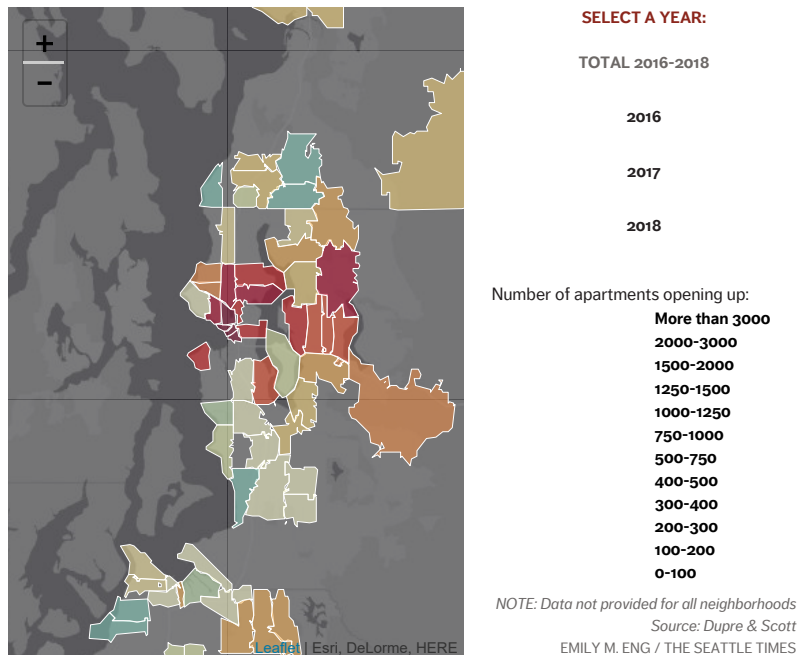 +
−
SELECT A YEAR:
TOTAL 2016-2018
2016
2017
2018
Number of apartments opening up:
More than 3000
2000-3000
1500-2000
1250-1500
1000-1250
750-1000
500-750
400-500
300-400
200-300
100-200
0-100
NOTE: Data not provided for all neighborhoods
Source: Dupre & Scott
EMILY M. ENG / THE SEATTLE TIMES
Leaflet | Esri, DeLorme, HERE